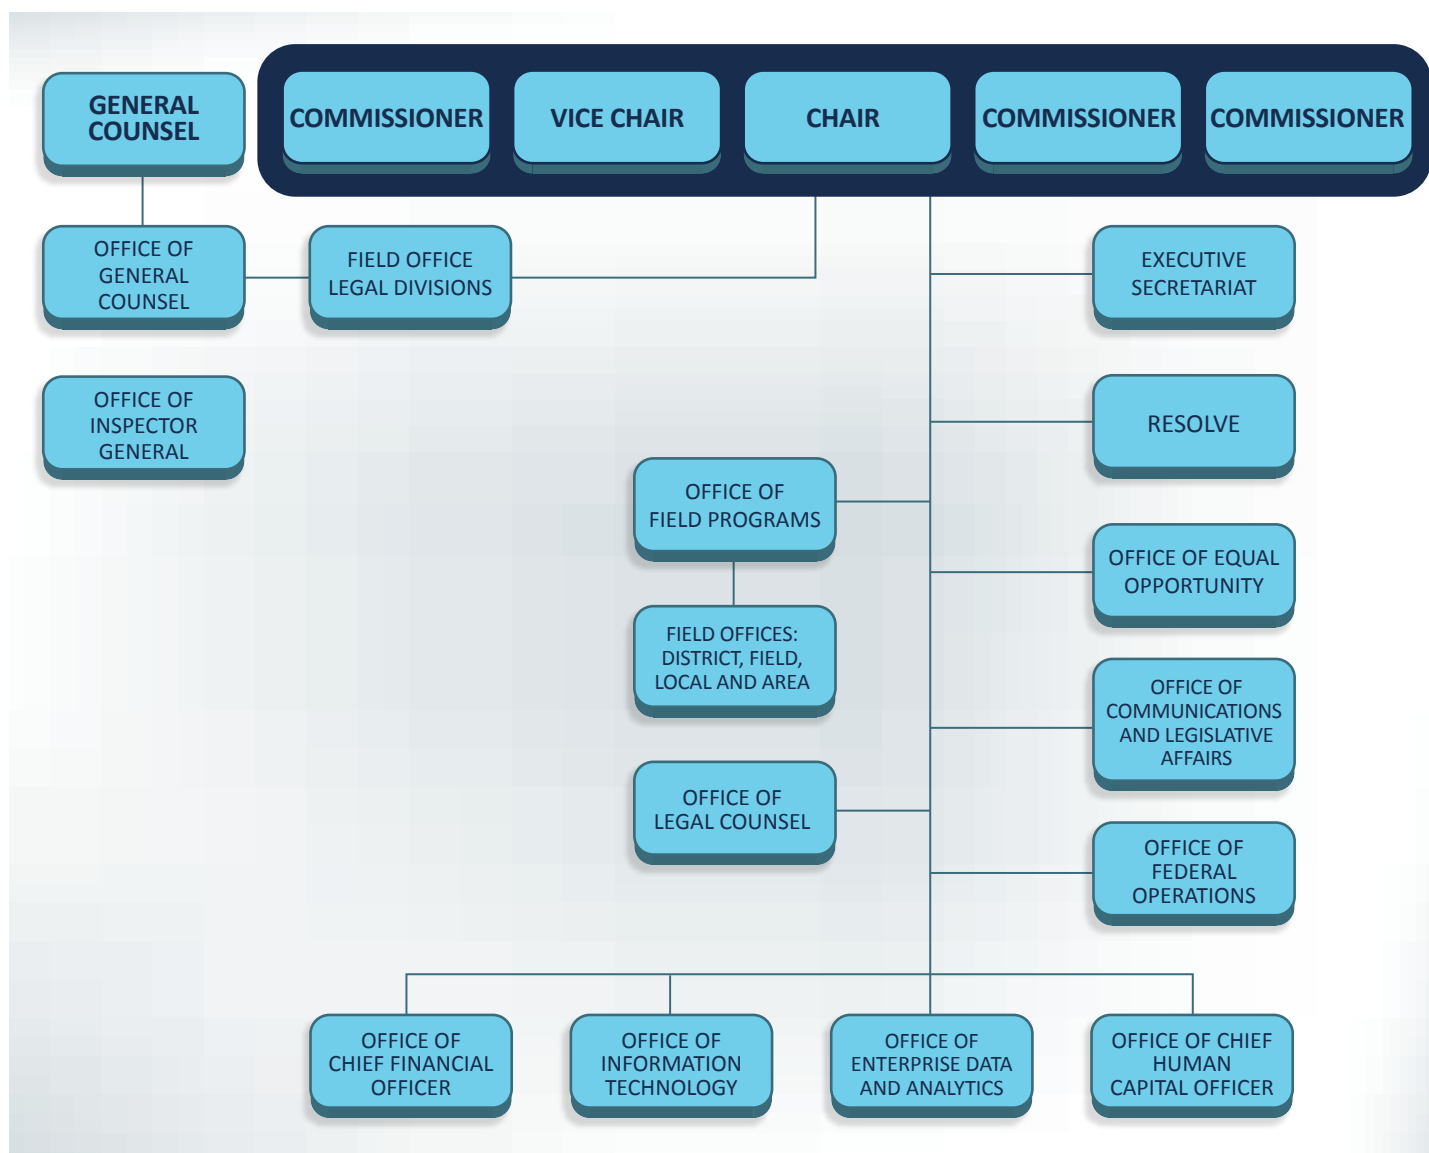 GENERAL
COUNSEL
COMMISSIONER
VICE CHAIR
CHAIR
COMMISSIONER
COMMISSIONER
OFFICE OF
GENERAL
COUNSEL
FIELD OFFICE
LEGAL DIVISIONS
EXECUTIVE
SECRETARIAT
OFFICE OF
INSPECTOR
GENERAL
RESOLVE
OFFICE OF
FIELD PROGRAMS
OFFICE OF EQUAL
OPPORTUNITY
FIELD OFFICES:
DISTRICT, FIELD,
LOCAL AND AREA
OFFICE OF
COMMUNICATIONS
AND LEGISLATIVE
AFFAIRS
OFFICE OF
LEGAL COUNSEL
OFFICE OF
FEDERAL
OPERATIONS
OFFICE OF
CHIEF FINANCIAL
OFFICER
OFFICE OF
INFORMATION
TECHNOLOGY
OFFICE OF
ENTERPRISE DATA
AND ANALYTICS
OFFICE OF CHIEF
HUMAN
CAPITAL OFFICER